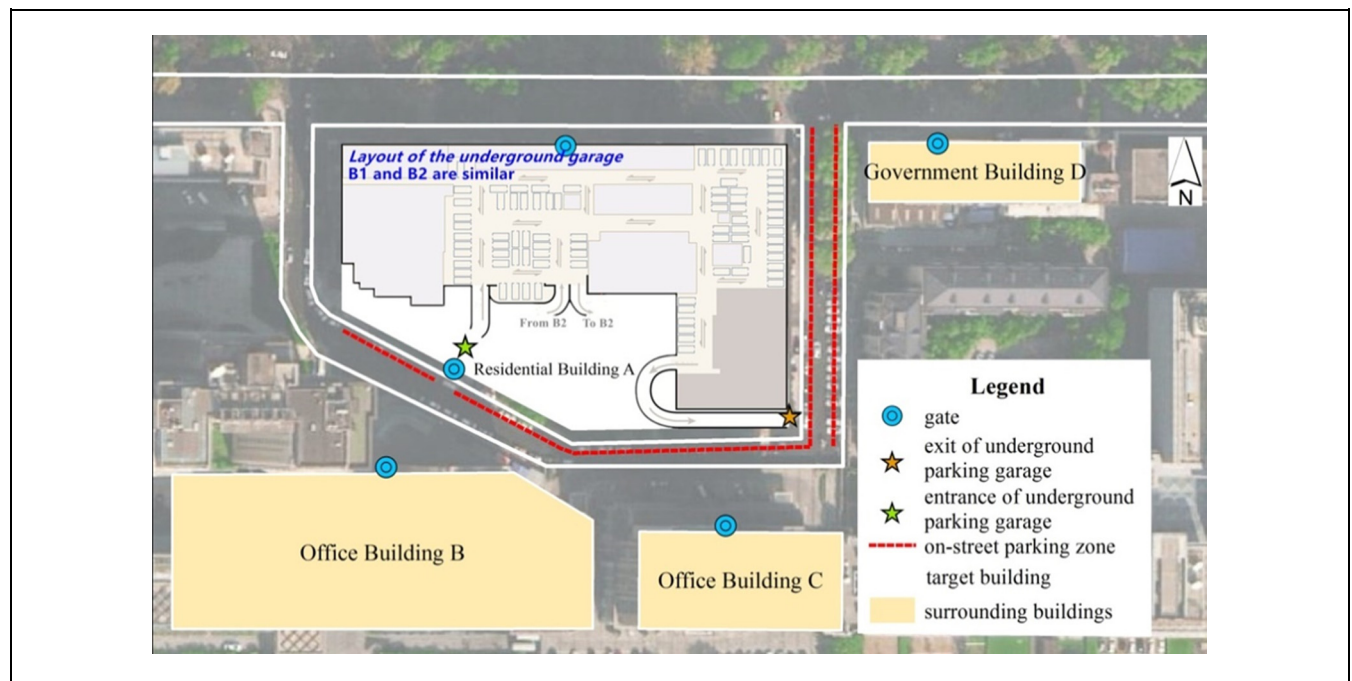 Layout of the underground garage
B1 and B2 are similar
Government Building D
N
From B2
To B2
Residential Building A
Office Building B
Office Building C
Legend
gate
exit of underground
parking garage
entrance of underground
parking garage
on-street parking zone
target building
surrounding buildings